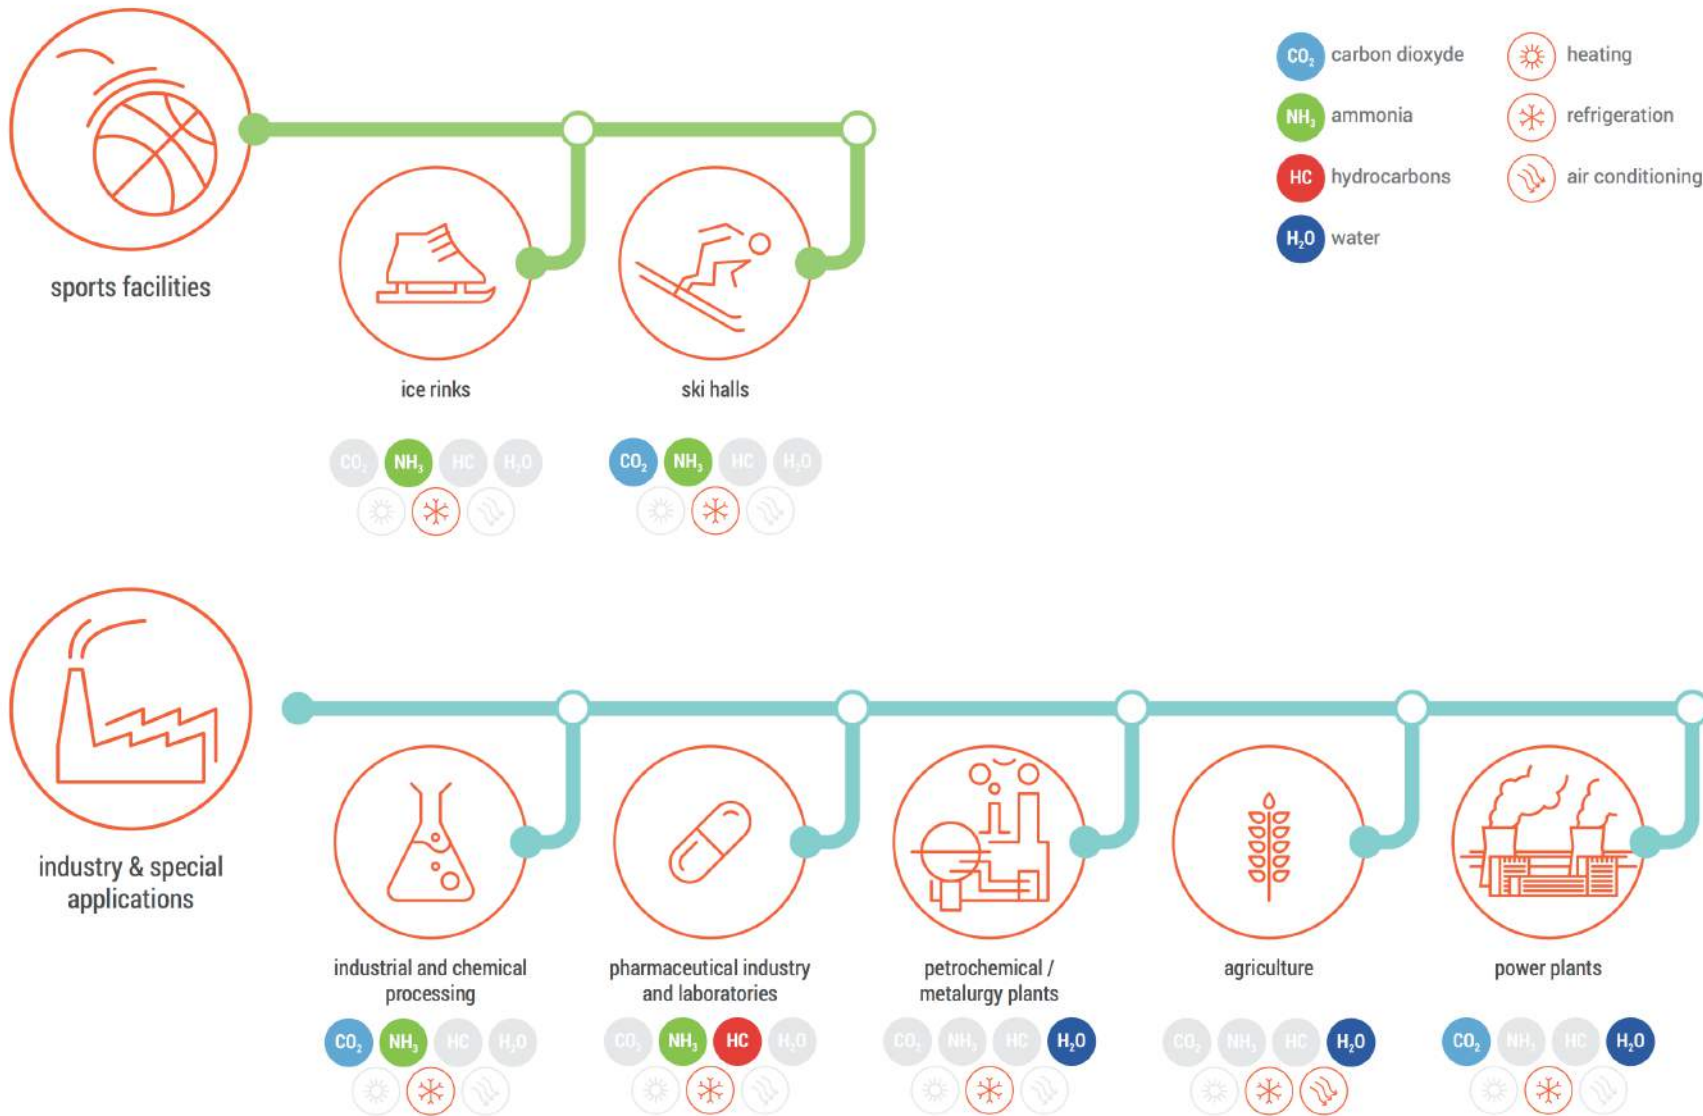 CO₂ carbon dioxyde
heating
NH₃ ammonia
refrigeration
HC hydrocarbons
air conditioning
H₂O water
sports facilities
ice rinks
ski halls
CO₂ NH₃ HC H₂O
CO₂ NH₃ HC H₂O
industry & special
applications
industrial and chemical
processing
pharmaceutical industry
and laboratories
petrochemical /
metalurgy plants
agriculture
power plants
CO₂ NH₃ HC H₂O
CO₂ NH₃ HC H₂O
CO₂ NH₃ HC H₂O
CO₂ NH₃ HC H₂O
CO₂ NH₃ HC H₂O